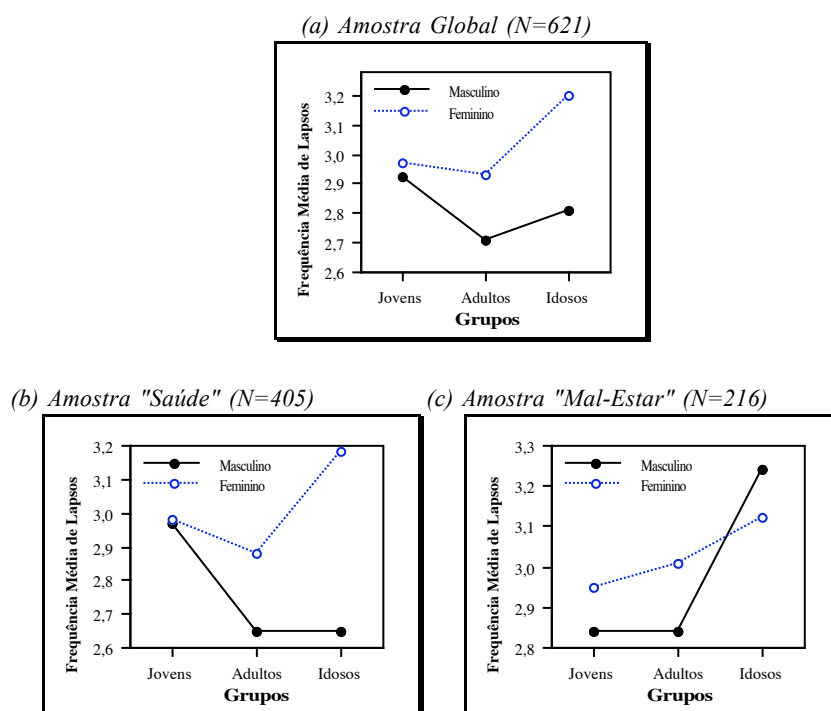 (a) Amostra Global (N=621)
Frequência Média de Lapsos
3,2
3,1
3,0
2,9
2,8
2,7
2,6
Masculino
Feminino
Jovens Adultos Idosos
Grupos
(b) Amostra "Saúde" (N=405)
Frequência Média de Lapsos
3,2
3,1
3,0
2,9
2,8
2,7
2,6
Masculino
Feminino
Jovens Adultos Idosos
Grupos
(c) Amostra "Mal-Estar" (N=216)
Frequência Média de Lapsos
3,3
3,2
3,1
3,0
2,9
2,8
Masculino
Feminino
Jovens Adultos Idosos
Grupos